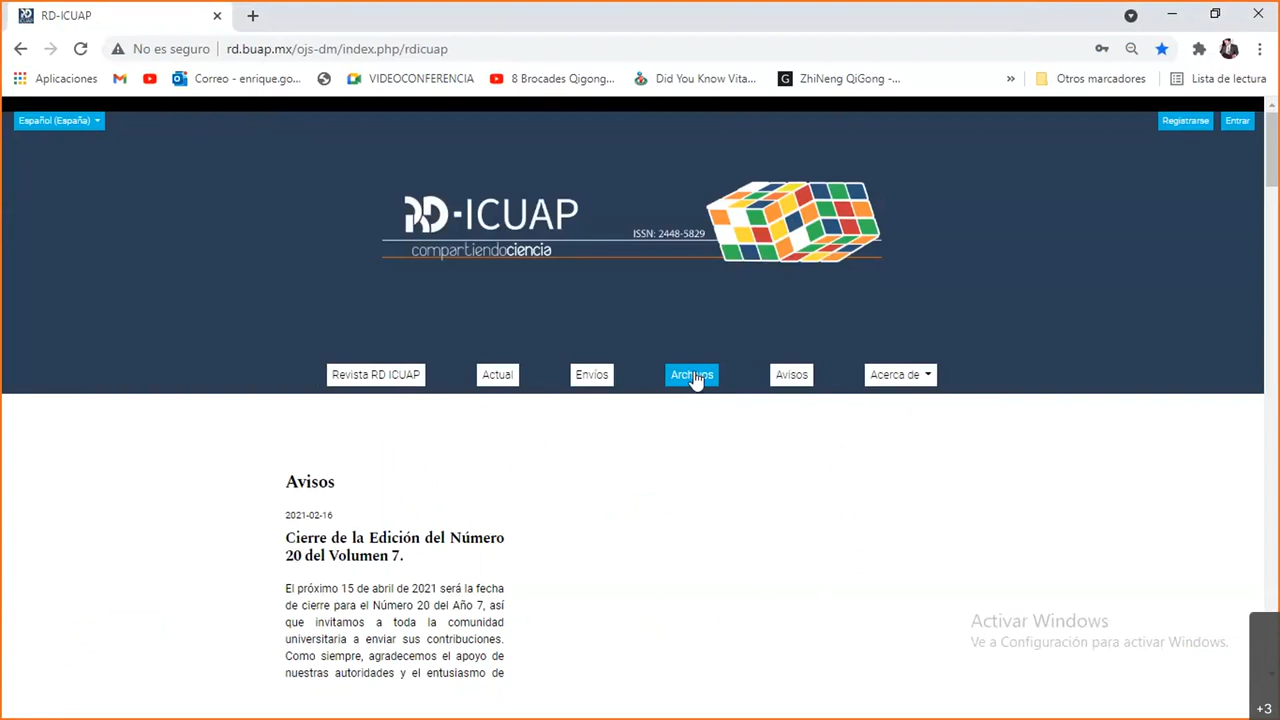 RD-ICUAP
No es seguro rd.buap.mx/ojs-dm/index.php/rdicuap
Aplicaciones Correo - enrique.go... VIDEOCONFERENCIA 8 Brocades Qigong... Did You Know Vita... ZhiNeng QiGong -... » Otros marcadores Lista de lectura
Español (España) Registrarse Entrar
RD-ICUAP
ISSN: 2448-5829
compartiendociencia
Revista RD ICUAP Actual Envíos Archivos Avisos Acerca de
Avisos
2021-02-16
Cierre de la Edición del Número
20 del Volumen 7.
El próximo 15 de abril de 2021 será la fecha
de cierre para el Número 20 del Año 7, así
que invitamos a toda la comunidad
universitaria a enviar sus contribuciones.
Como siempre, agradecemos el apoyo de
nuestras autoridades y el entusiasmo de
Activar Windows
Ve a Configuración para activar Windows.
+3